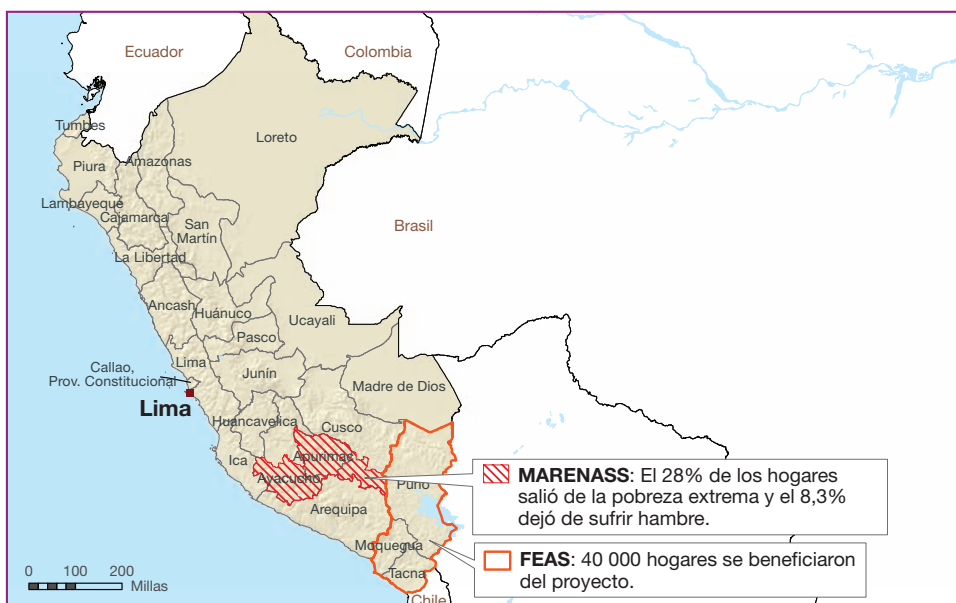 Ecuador
Colombia
Tumbes
Loreto
Piura
Amazonas
Lambayeque
Cajamarca
San
Martín
Brasil
La Libertad
Ancash
Huánuco
Ucayali
Pasco
Lima
Callao,
Prov. Constitucional
Junín
Madre de Dios
Lima
Huancavelica
Cusco
Ica
Apurimac
Ayacucho
Puno
MARENASS: El 28% de los hogares
salió de la pobreza extrema y el 8,3%
dejó de sufrir hambre.
Arequipa
Moquegua
FEAS: 40 000 hogares se beneficiaron
del proyecto.
Tacna
0 100 200
Millas
Chile